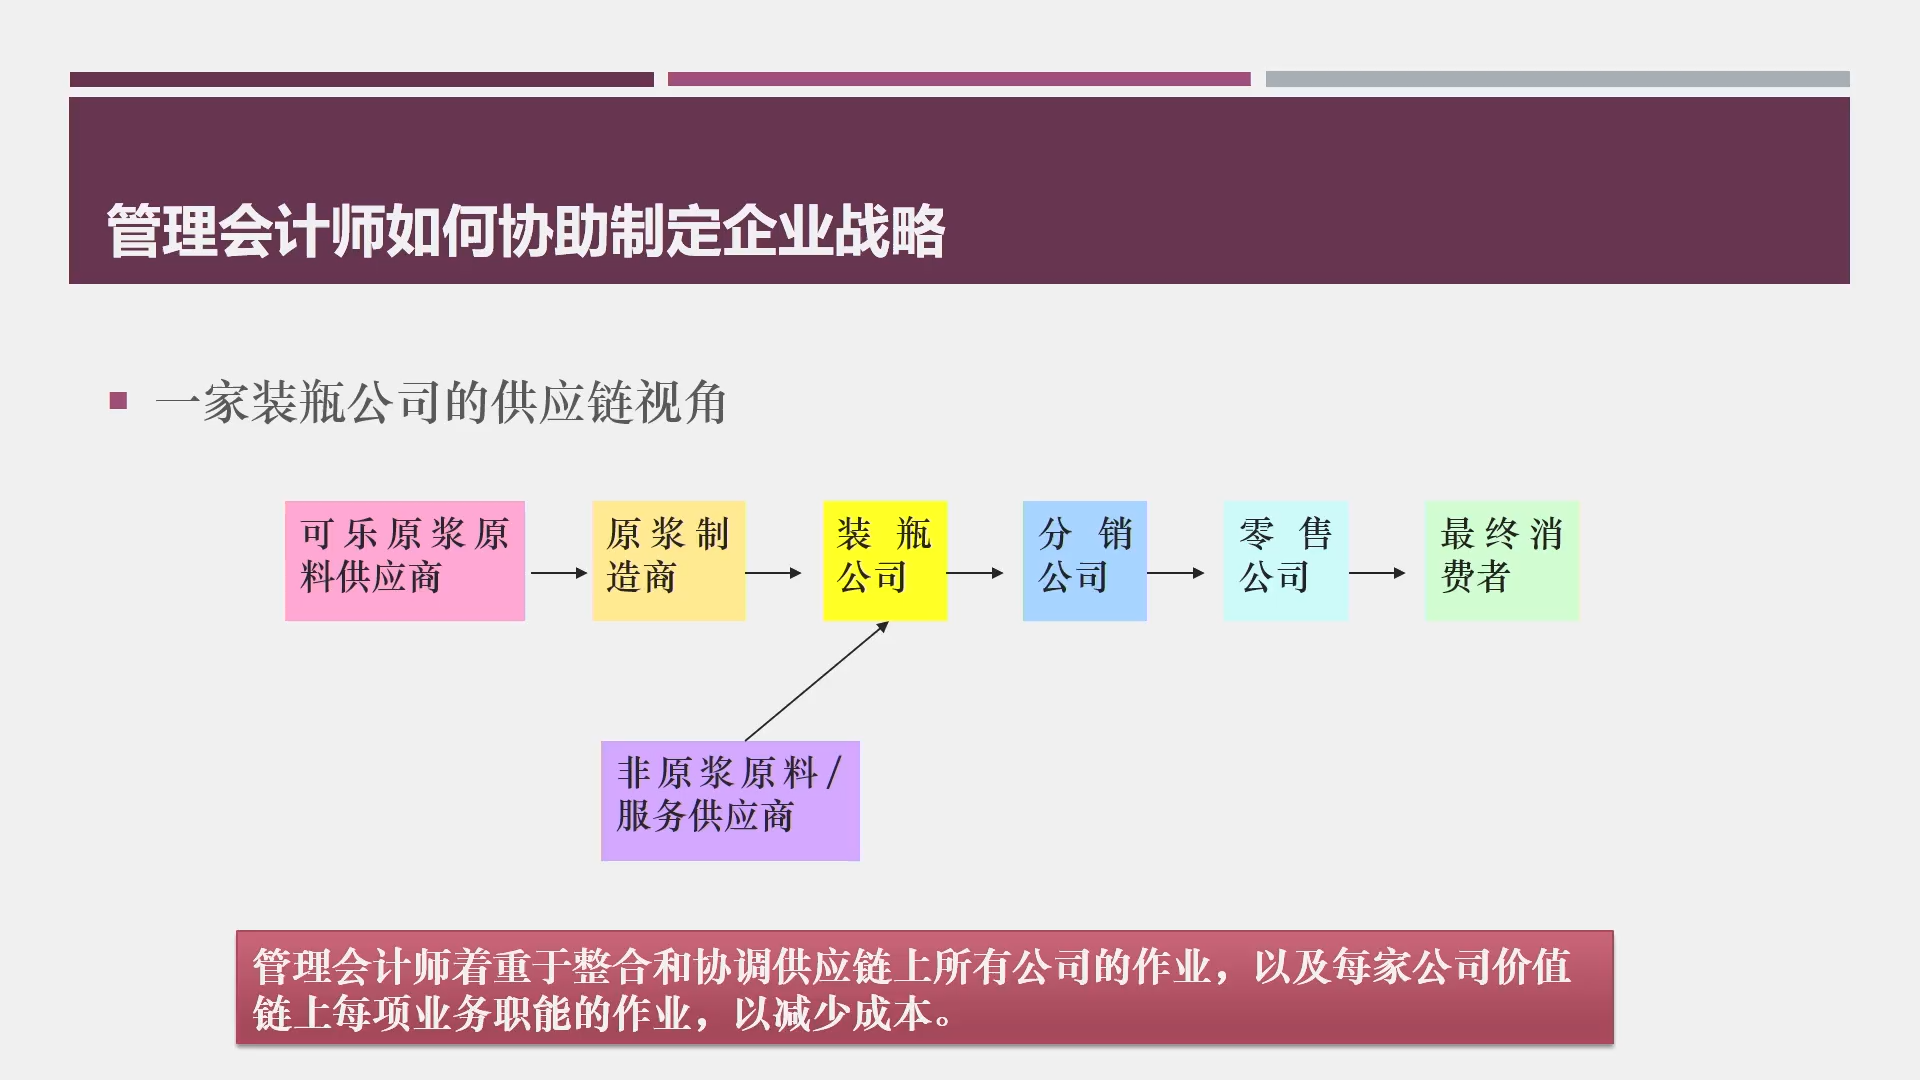 管理会计师如何协助制定企业战略
一家装瓶公司的供应链视角
可乐原浆原
料供应商
原浆制
造商
装瓶
公司
分销
公司
零售
公司
最终消
费者
非原浆原料/
服务供应商
管理会计师着重于整合和协调供应链上所有公司的作业，以及每家公司价值
链上每项业务职能的作业，以减少成本。